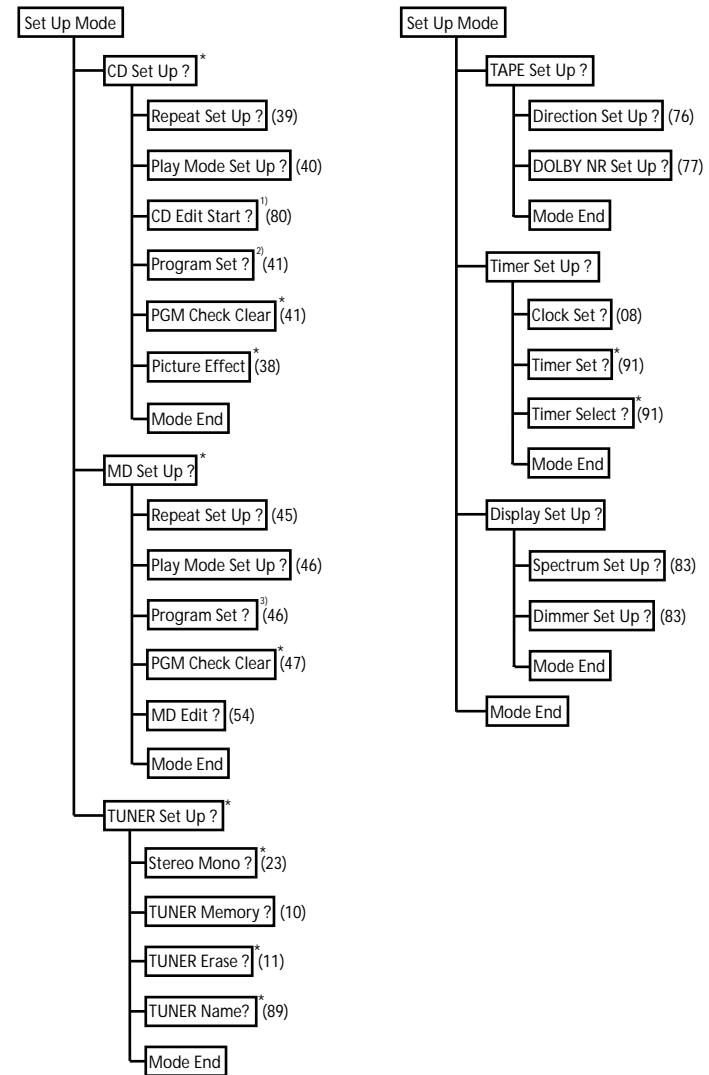 Set Up Mode
CD Set Up ?*
Repeat Set Up ? (39)
Play Mode Set Up ? (40)
CD Edit Start ? 1) (80)
Program Set ? 2) (41)
PGM Check Clear * (41)
Picture Effect * (38)
Mode End
MD Set Up ? *
Repeat Set Up ? (45)
Play Mode Set Up ? (46)
Program Set ? 3) (46)
PGM Check Clear * (47)
MD Edit ? (54)
Mode End
TUNER Set Up ? *
Stereo Mono ? * (23)
TUNER Memory ? (10)
TUNER Erase ? * (11)
TUNER Name? * (89)
Mode End
Set Up Mode
TAPE Set Up ?
Direction Set Up ? (76)
DOLBY NR Set Up ? (77)
Mode End
Timer Set Up ?
Clock Set ? (08)
Timer Set ? * (91)
Timer Select ? * (91)
Mode End
Display Set Up ?
Spectrum Set Up ? (83)
Dimmer Set Up ? (83)
Mode End
Mode End